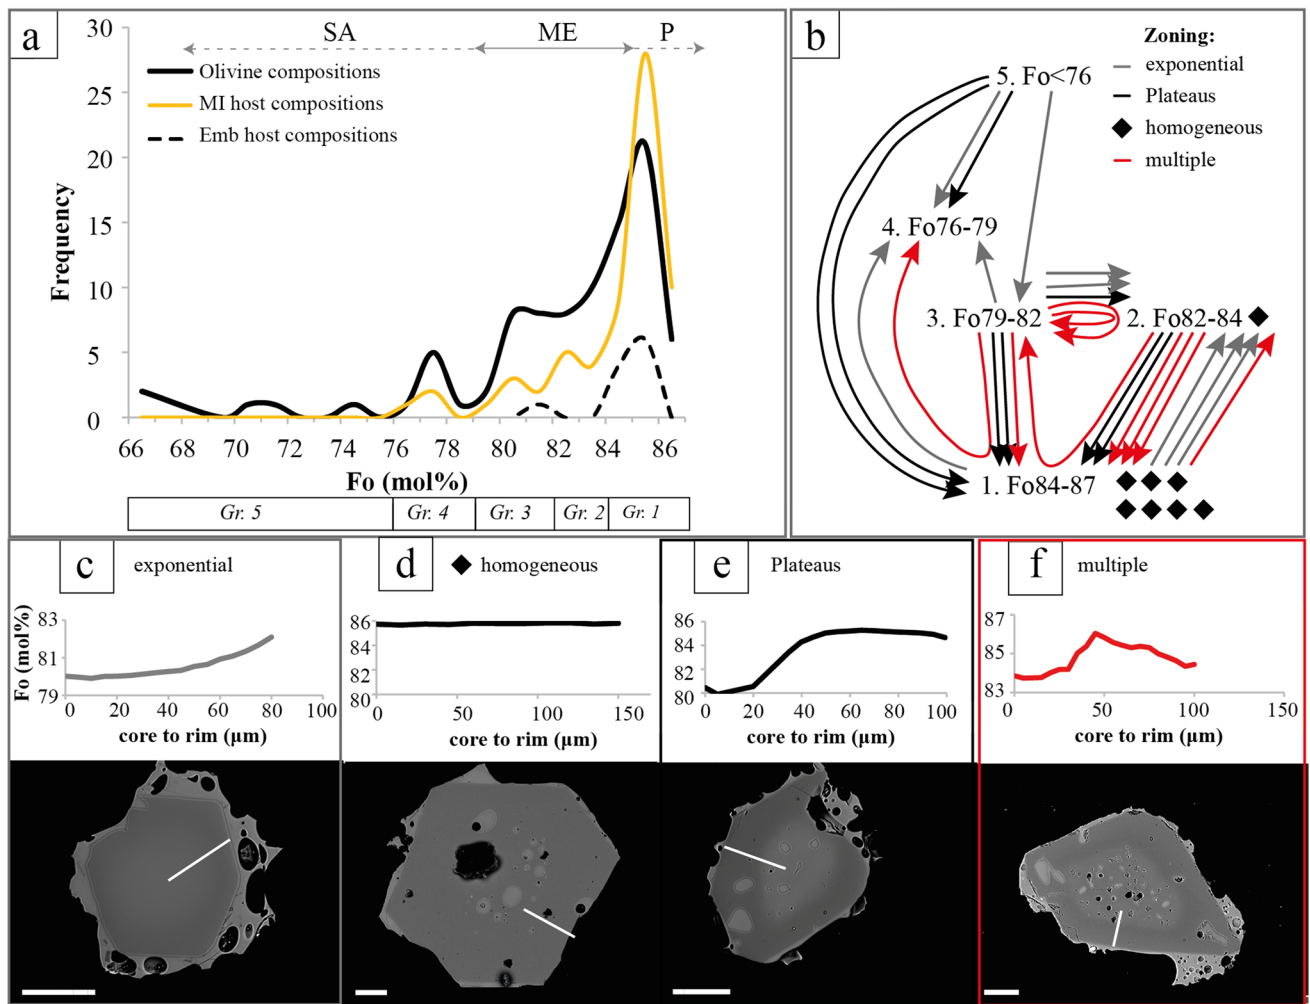 a
SA
ME
P
Olivine compositions
MI host compositions
Emb host compositions
Frequency
30
25
20
15
10
5
0
66
68
70
72
74
76
78
80
82
84
86
Fo (mol%)
Gr. 5
Gr. 4
Gr. 3
Gr. 2
Gr. 1
b
Zoning:
exponential
Plateaus
homogeneous
multiple
5. Fo<76
4. Fo76-79
3. Fo79-82
2. Fo82-84
1. Fo84-87
c
exponential
Fo (mol%)
83
81
79
0
20
40
60
80
100
core to rim (µm)
d
homogeneous
86
84
82
80
0
50
100
150
core to rim (µm)
e
Plateaus
86
84
82
80
0
20
40
60
80
100
core to rim (µm)
f
multiple
87
85
83
0
50
100
150
core to rim (µm)